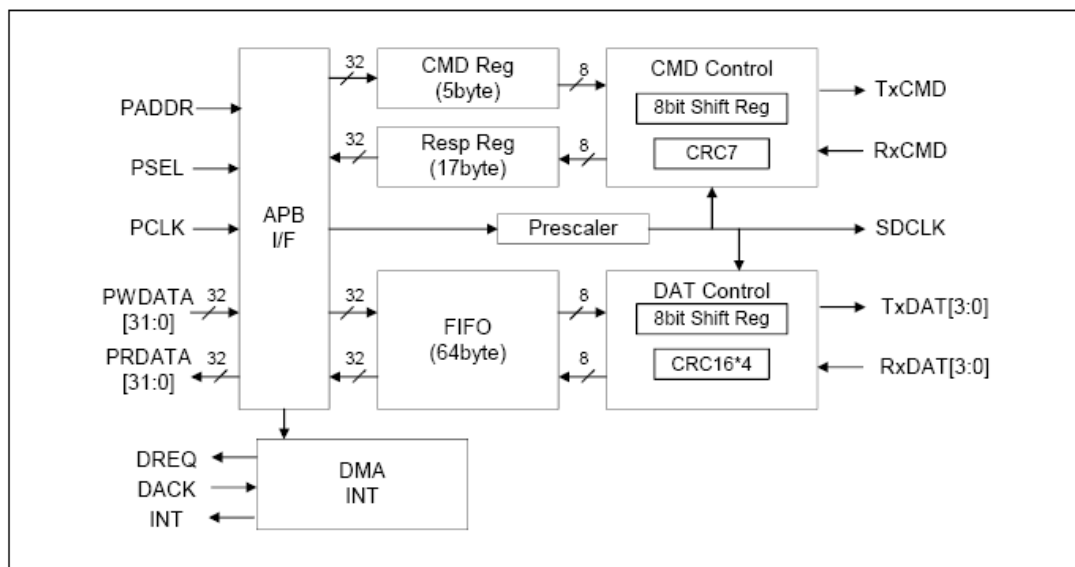 PADDR
PSEL
PCLK
PWDATA
[31:0]
32
PRDATA
[31:0]
32
APB
I/F
32
CMD Reg
(5byte)
8
32
Resp Reg
(17byte)
8
CMD Control
8bit Shift Reg
CRC7
TxCMD
RxCMD
Prescaler
SDCLK
32
32
FIFO
(64byte)
8
8
DAT Control
8bit Shift Reg
CRC16*4
TxDAT[3:0]
RxDAT[3:0]
DREQ
DACK
INT
DMA
INT